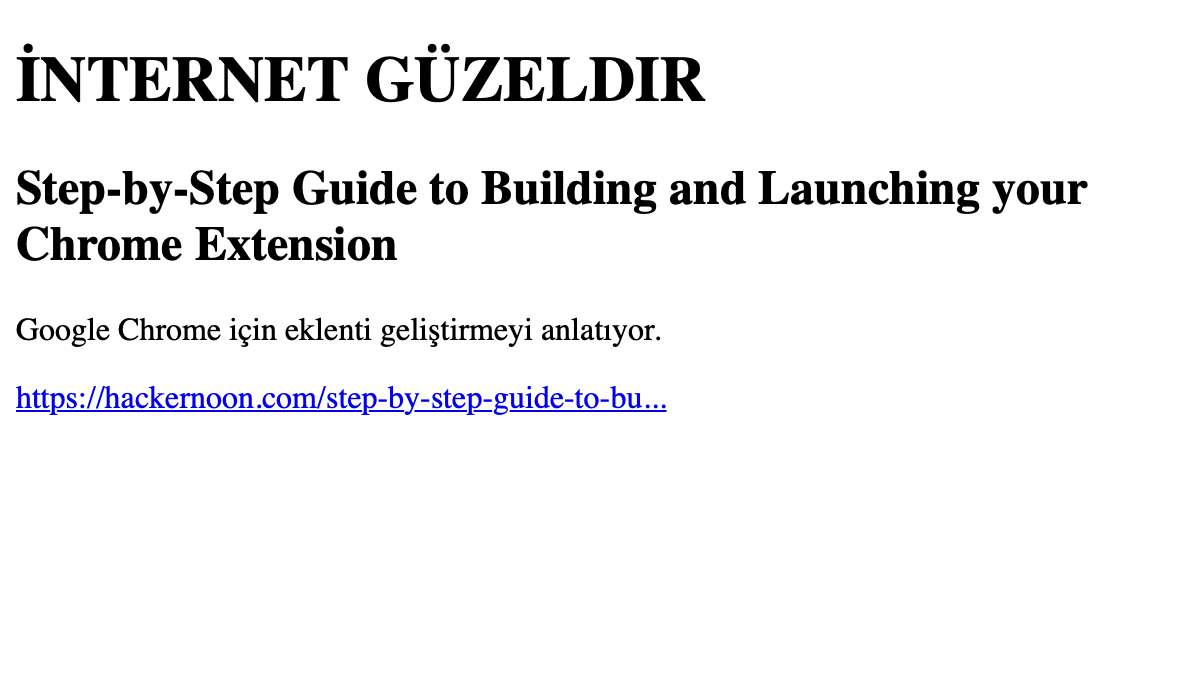 İNTERNET GÜZELDIR
Step-by-Step Guide to Building and Launching your
Chrome Extension
Google Chrome için eklenti geliştirmeyi anlatıyor.
https://hackernoon.com/step-by-step-guide-to-bu...